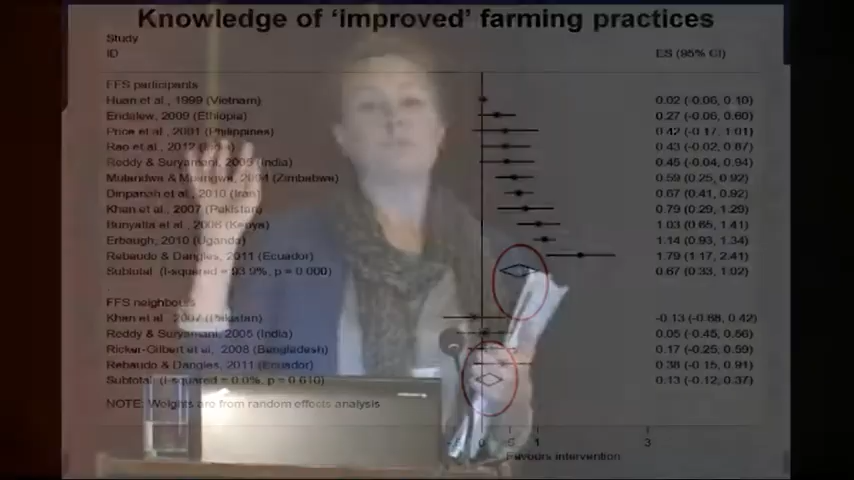 Knowledge of 'Improved' farming practices
Study
ID ES (95% CI)
FFS participants
Huan et al., 1999 (Vietnam) 0.02 (-0.06, 0.10)
Endalew, 2009 (Ethiopia) 0.27 (-0.06, 0.60)
Price et al., 2001 (Philippines) 0.42 (-0.17, 1.01)
Rao et al., 2012 0.43 (-0.02, 0.87)
Reddy & Suryamani, 2005 (India) 0.45 (-0.04, 0.94)
Mutandwa & Mpangwa, 2004 (Zimbabwe) 0.59 (0.25, 0.92)
Dinpanah et al., 2010 (Iran) 0.67 (0.41, 0.92)
Khan et al., 2007 (Pakistan) 0.79 (0.29, 1.29)
Bunyatta et al., 2006 (Kenya) 1.03 (0.65, 1.41)
Erbaugh, 2010 (Uganda) 1.14 (0.93, 1.34)
Rebaudo & Dangles, 2011 (Ecuador) 1.79 (1.17, 2.41)
Subtotal (I-squared = 93.9%, p = 0.000) 0.67 (0.33, 1.02)
FFS neighbours
Khan et al., 2007 (Pakistan) -0.13 (-0.68, 0.42)
Reddy & Suryamani, 2005 (India) 0.05 (-0.45, 0.56)
Ricker-Gilbert et al., 2008 (Bangladesh) 0.17 (-0.25, 0.59)
Rebaudo & Dangles, 2011 (Ecuador) 0.38 (-0.15, 0.91)
Subtotal (I-squared = 0.0%, p = 0.610) 0.13 (-0.12, 0.37)
NOTE: Weights are from random effects analysis
0 .5 1 3
Favours intervention